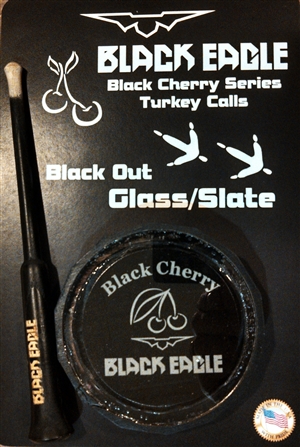 BLACK EAGLE
Black Cherry Series
Turkey Calls
Black Out
Glass/Slate
Black Cherry
BLACK EAGLE
BLACK EAGLE